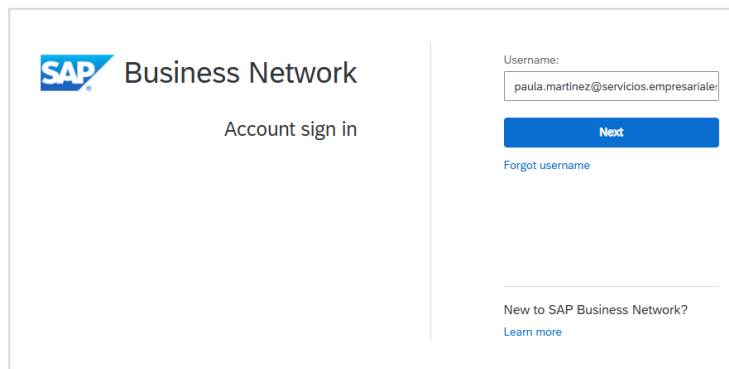 SAP Business Network
Account sign in
Username:
paula.martinez@servicios.empresariales
Next
Forgot username
New to SAP Business Network?
Learn more